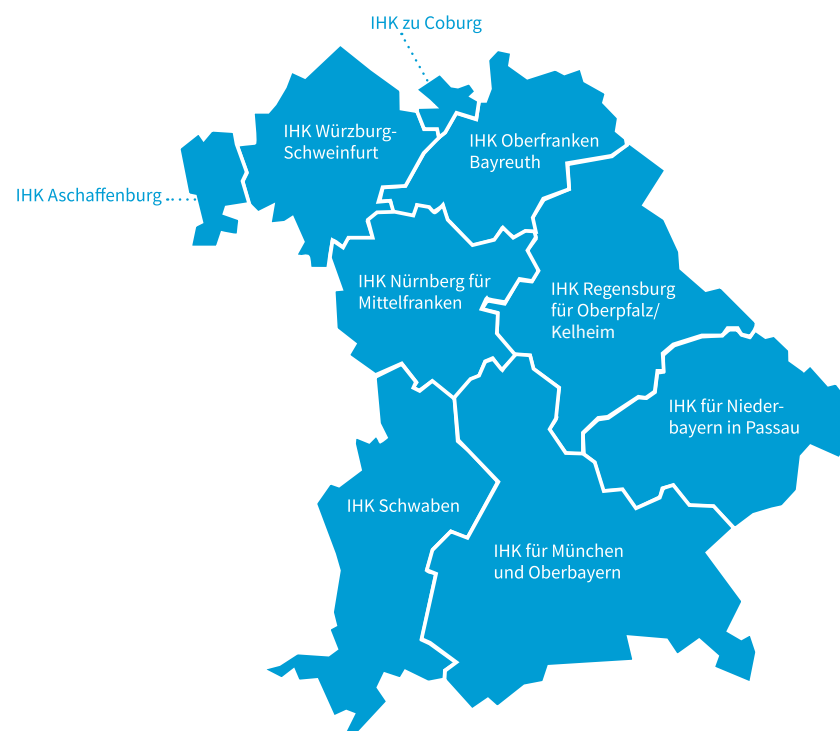 IHK zu Coburg
IHK Würzburg-
Schweinfurt
IHK Oberfranken
Bayreuth
IHK Aschaffenburg
IHK Nürnberg für
Mittelfranken
IHK Regensburg
für Oberpfalz/
Kelheim
IHK für Nieder-
bayern in Passau
IHK Schwaben
IHK für München
und Oberbayern